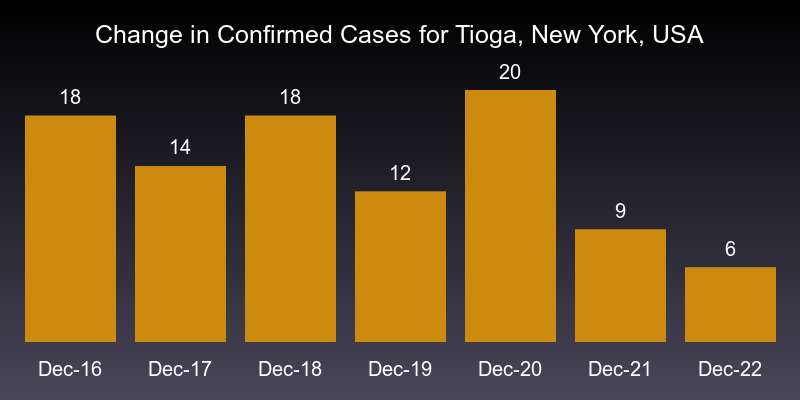 Change in Confirmed Cases for Tioga, New York, USA
18
14
18
12
20
9
6
Dec-16
Dec-17
Dec-18
Dec-19
Dec-20
Dec-21
Dec-22